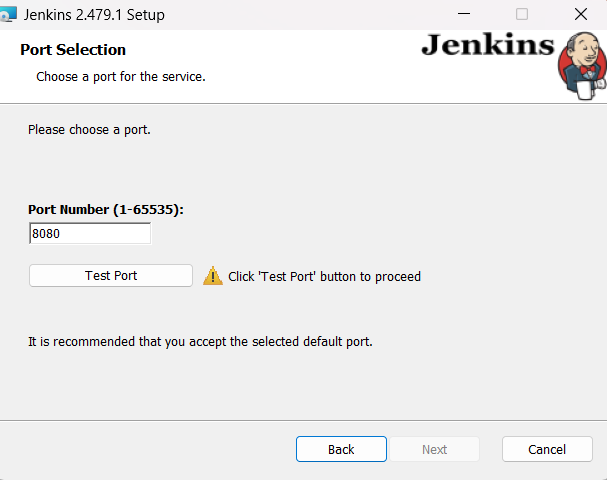 Jenkins 2.479.1 Setup
Port Selection
Choose a port for the service.
Jenkins
Please choose a port.
Port Number (1-65535):
8080
Test Port
Click 'Test Port' button to proceed
It is recommended that you accept the selected default port.
Back
Next
Cancel